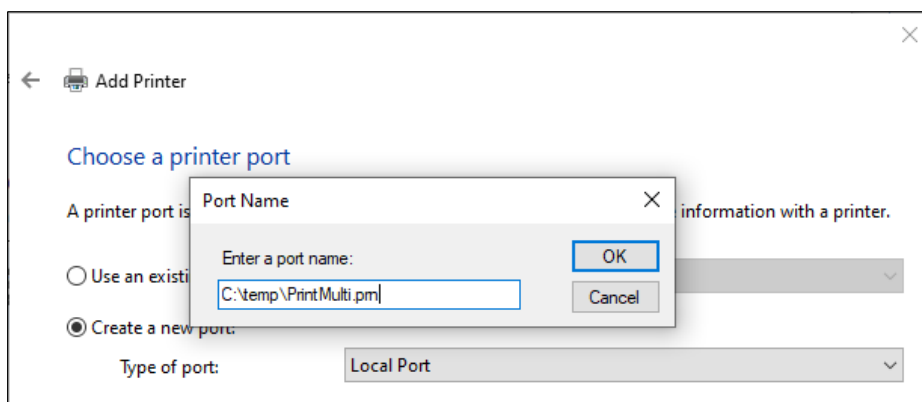 Add Printer
Choose a printer port
Port Name
A printer port is
information with a printer.
Enter a port name:
OK
Use an existi
C:\temp\PrintMulti.prn
Cancel
Create a new port:
Type of port:
Local Port